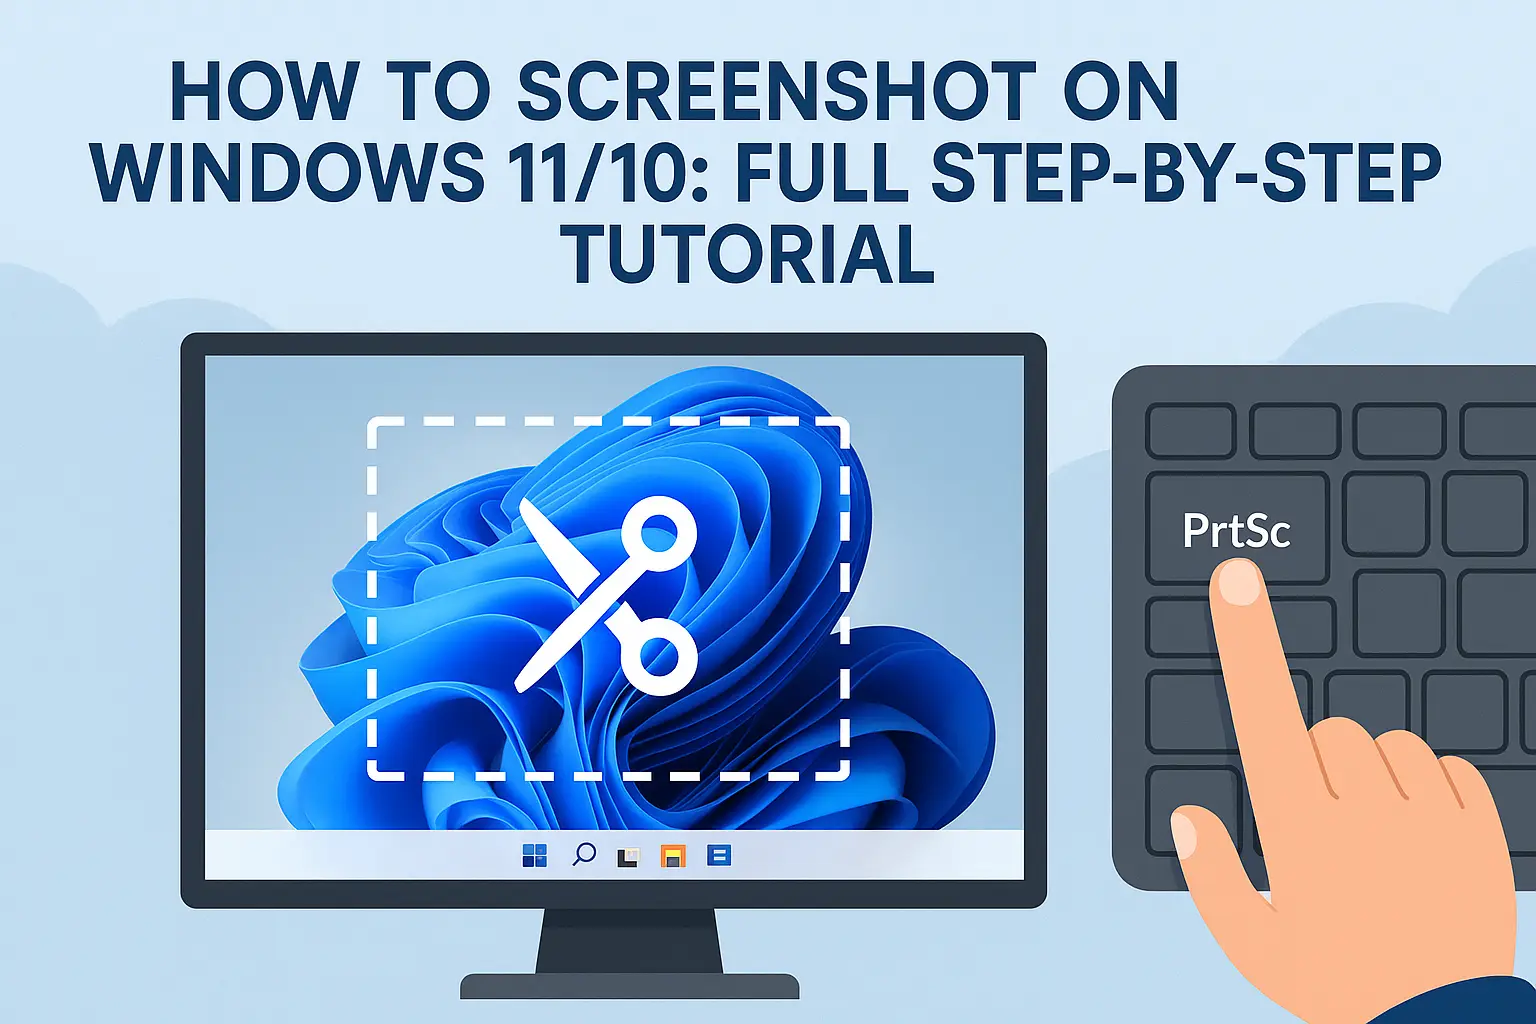 HOW TO SCREENSHOT ON
WINDOWS 11/10: FULL STEP-BY-STEP
TUTORIAL
PrtSc